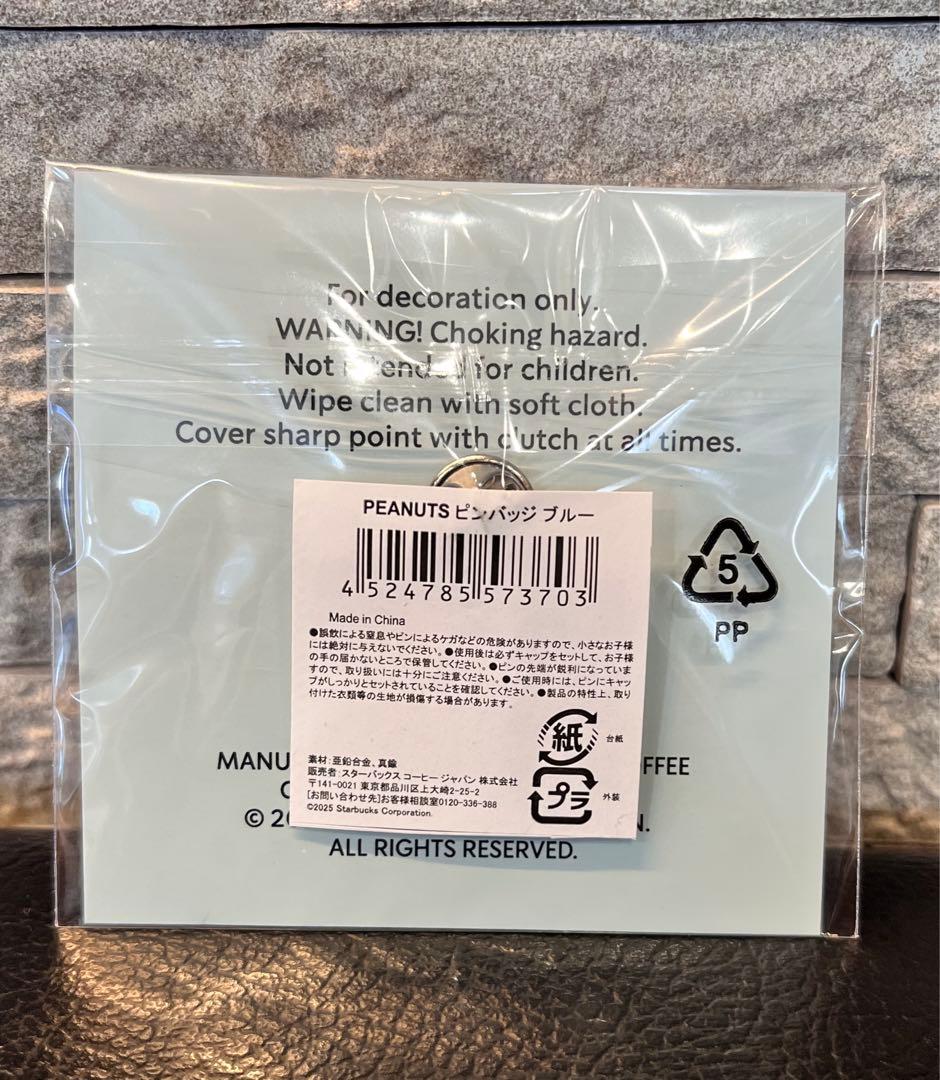 For decoration only.
WARNING! Choking hazard.
Not intended for children.
Wipe clean with soft cloth.
Cover sharp point with clutch at all times.
PEANUTS ピンバッジ ブルー
4 524785 573703
Made in China
●誤飲による窒息やピンによるケガなどの危険がありますので、小さなお子様
には絶対に与えないでください。●使用後は必ずキャップをセットして、お子様
の手の届かないところで保管してください。●ピンの先端が鋭利になっていま
すので、取り扱いには十分にご注意ください。●ご使用時には、ピンにキャッ
プがしっかりとセットされていることを確認してください。●製品の特性上、取り
付けた衣類等の生地が損傷する場合があります。
紙 台紙
素材：亜鉛合金、真鍮
販売者：スターバックス コーヒー ジャパン 株式会社
〒141-0021 東京都品川区上大崎2-25-2
[お問い合わせ先]お客様相談室0120-336-388
©2025 Starbucks Corporation.
プラ 外装
5
PP
MANU
FFEE
© 20
N.
ALL RIGHTS RESERVED.